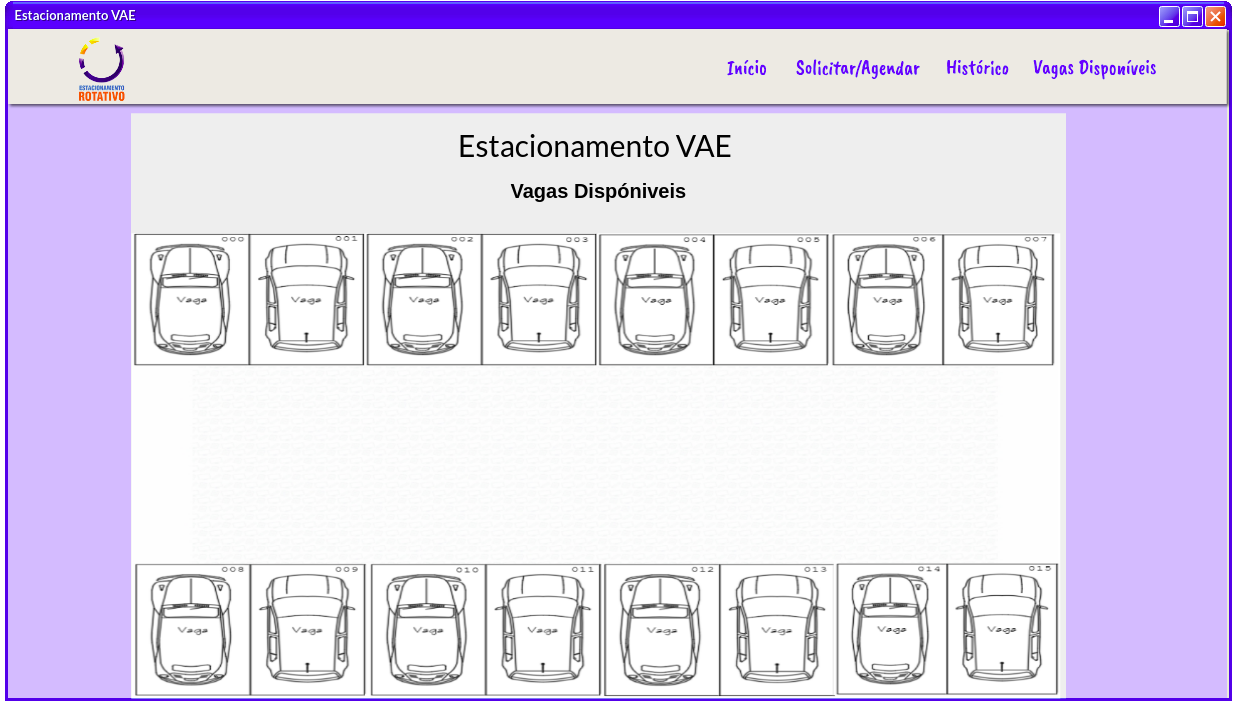 Estacionamento VAE
ESTACIONAMENTO
ROTATIVO
Início Solicitar/Agendar Histórico Vagas Disponíveis
Estacionamento VAE
Vagas Dispóniveis
000 001 002 003 004 005 006 007
Vaga Vaga Vaga Vaga Vaga Vaga Vaga Vaga
008 009 010 011 012 013 014 015
Vaga Vaga Vaga Vaga Vaga Vaga Vaga Vaga